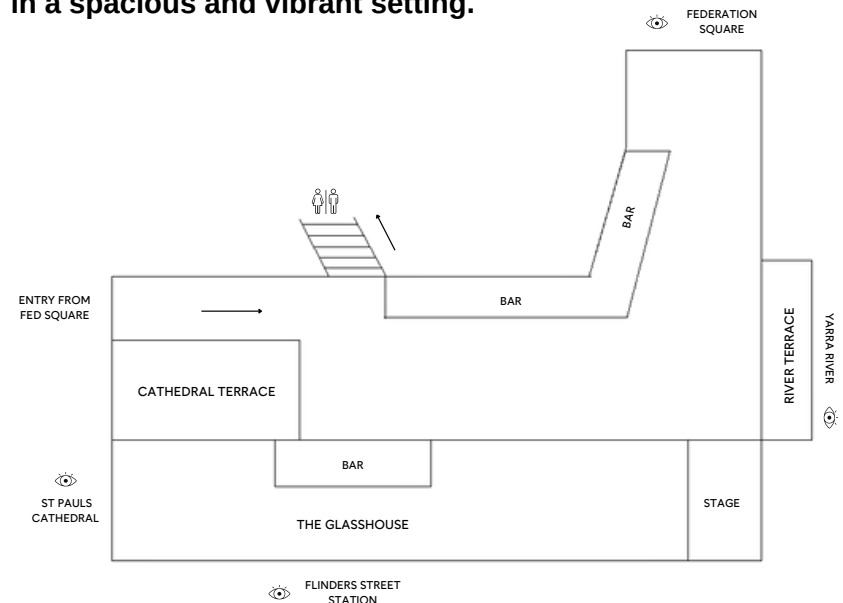 in a spacious and vibrant setting.
FEDERATION
SQUARE
BAR
ENTRY FROM
FED SQUARE
BAR
RIVER TERRACE
YARRA RIVER
CATHEDRAL TERRACE
BAR
ST PAULS
CATHEDRAL
STAGE
THE GLASSHOUSE
FLINDERS STREET
STATION